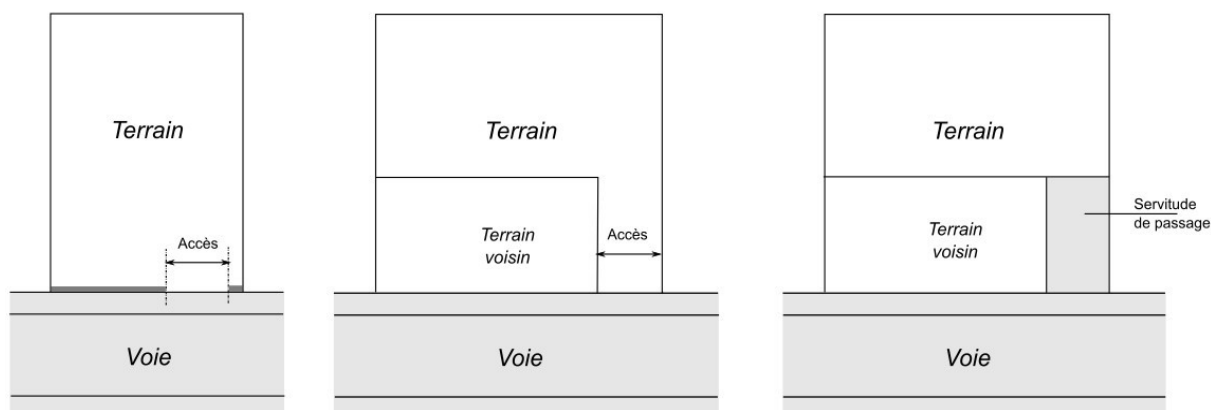 Terrain
Accès
Voie
Terrain
Terrain
voisin
Accès
Voie
Terrain
Terrain
voisin
Servitude
de passage
Voie